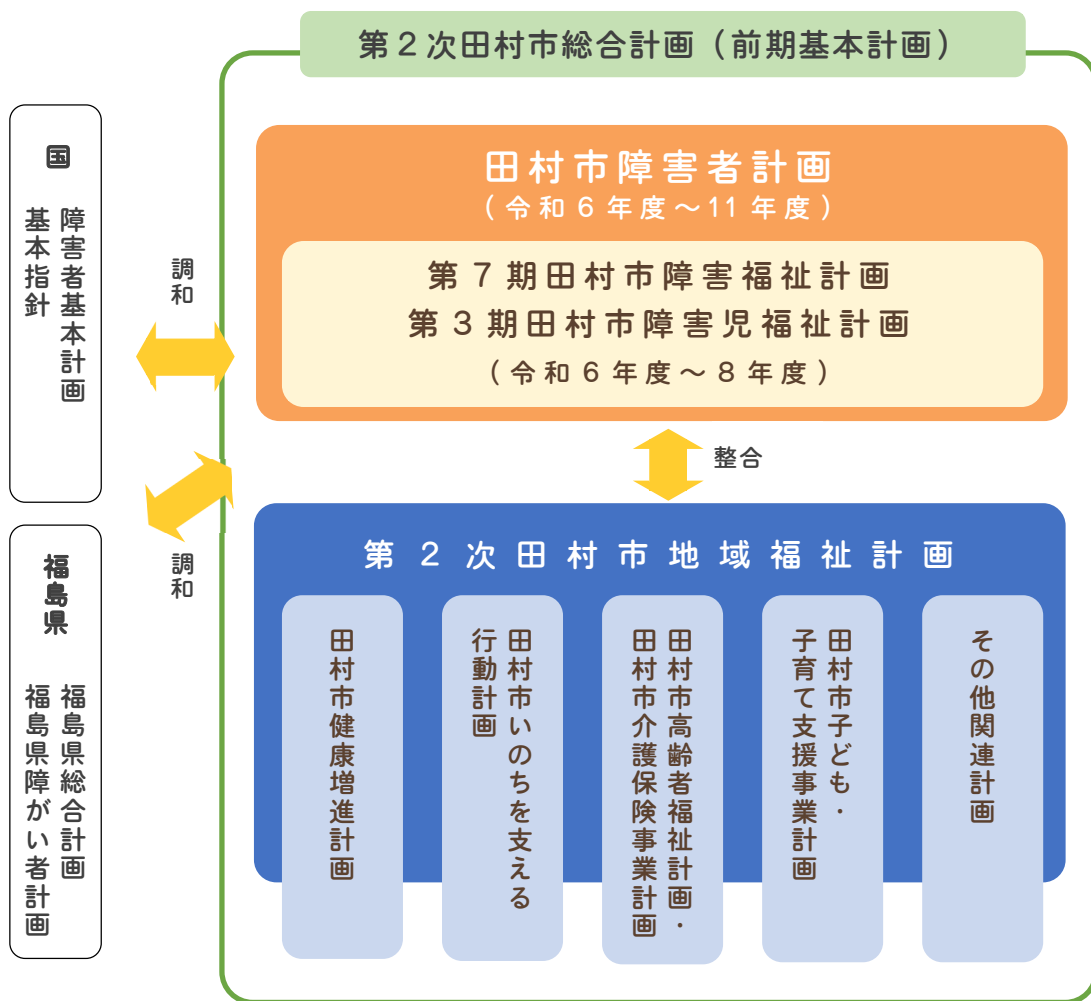 第2次田村市総合計画（前期基本計画）
国
障害者基本計画
基本指針
調和
田村市障害者計画
（令和6年度～11年度）
第7期田村市障害福祉計画
第3期田村市障害児福祉計画
（令和6年度～8年度）
整合
福島県
福島県総合計画
福島県障がい者計画
調和
第2次田村市地域福祉計画
田村市健康増進計画
田村市いのちを支える
行動計画
田村市高齢者福祉計画・
田村市介護保険事業計画
田村市子ども・
子育て支援事業計画
その他関連計画